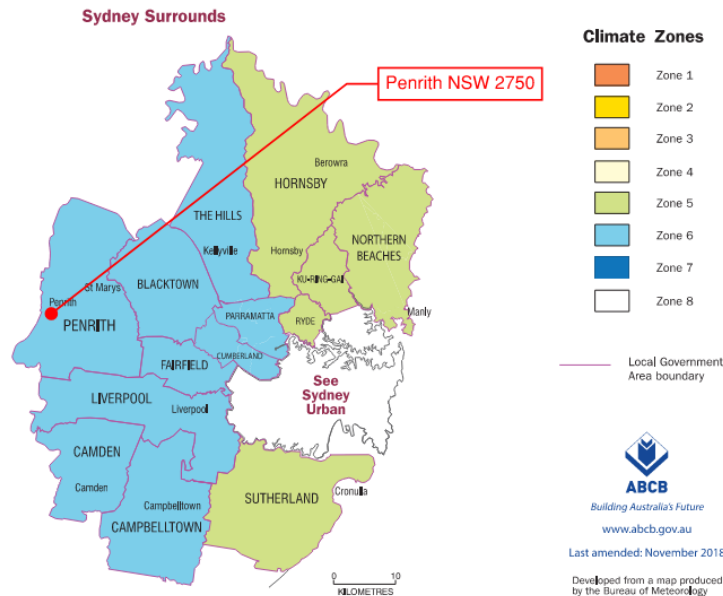 Sydney Surrounds
Penrith NSW 2750
Berowra
HORNSBY
THE HILLS
NORTHERN
BEACHES
Kellyville
Hornsby
St Marys
BLACKTOWN
KU-RING-GAI
Penrith
PARRAMATTA
Manly
PENRITH
RYDE
CUMBERLAND
FAIRFIELD
See
Sydney
Urban
LIVERPOOL
Liverpool
CAMDEN
Camden
SUTHERLAND
Cronulla
Campbelltown
CAMPBELLTOWN
0 10
KILOMETRES
Climate Zones
Zone 1
Zone 2
Zone 3
Zone 4
Zone 5
Zone 6
Zone 7
Zone 8
Local Government
Area boundary
ABCB
Building Australia's Future
www.abcb.gov.au
Last amended: November 2018
Developed from a map produced
by the Bureau of Meteorology